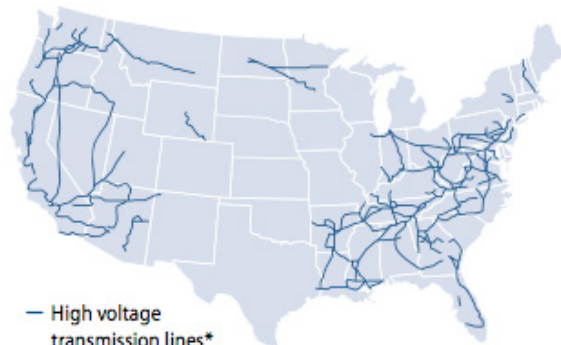 — High voltage
transmission lines*